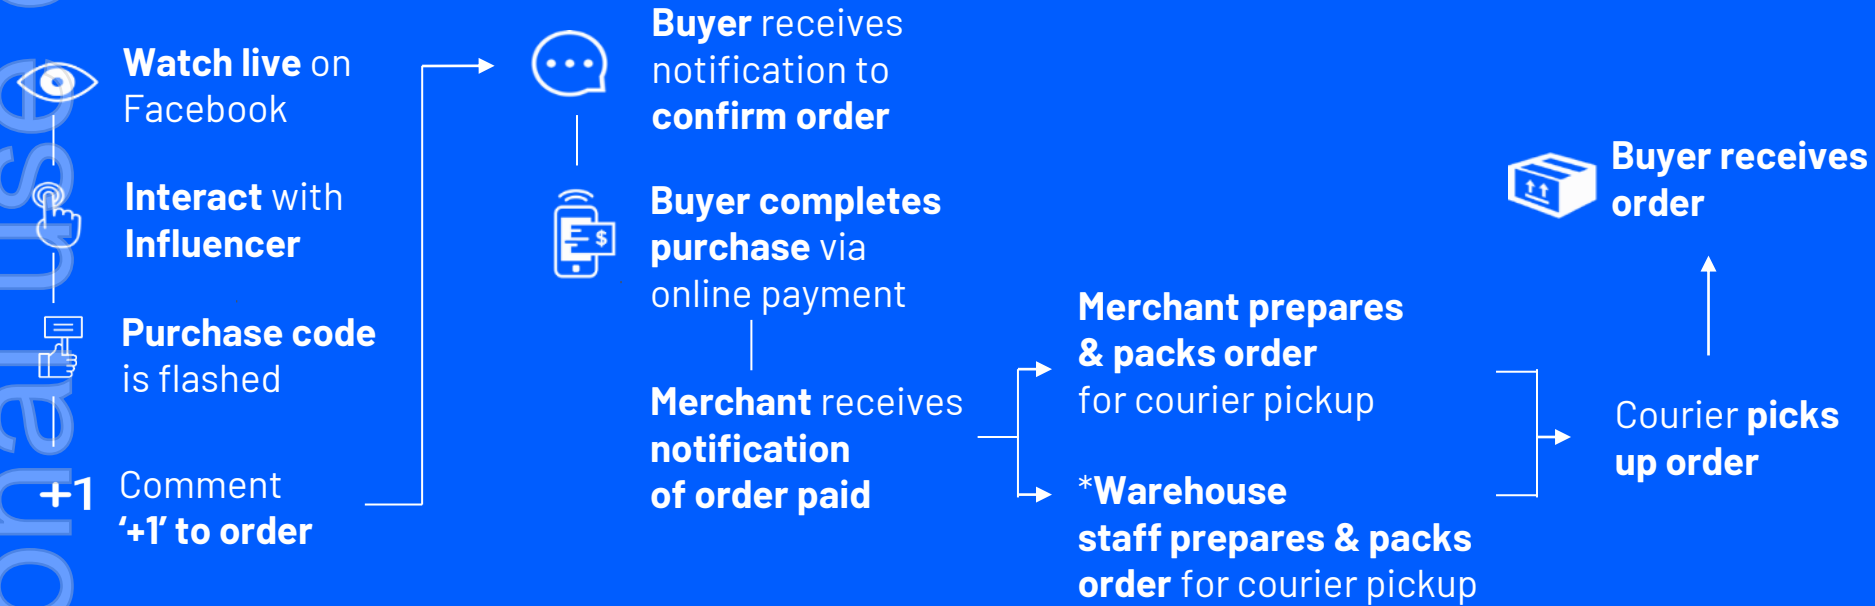 Watch live on
Facebook
Interact with
Influencer
Purchase code
is flashed
+1 Comment
‘+1’ to order
Buyer receives
notification to
confirm order
Buyer completes
purchase via
online payment
$
Merchant receives
notification
of order paid
Merchant prepares
& packs order
for courier pickup
*Warehouse
staff prepares & packs
order for courier pickup
Courier picks
up order
Buyer receives
order
onal use o